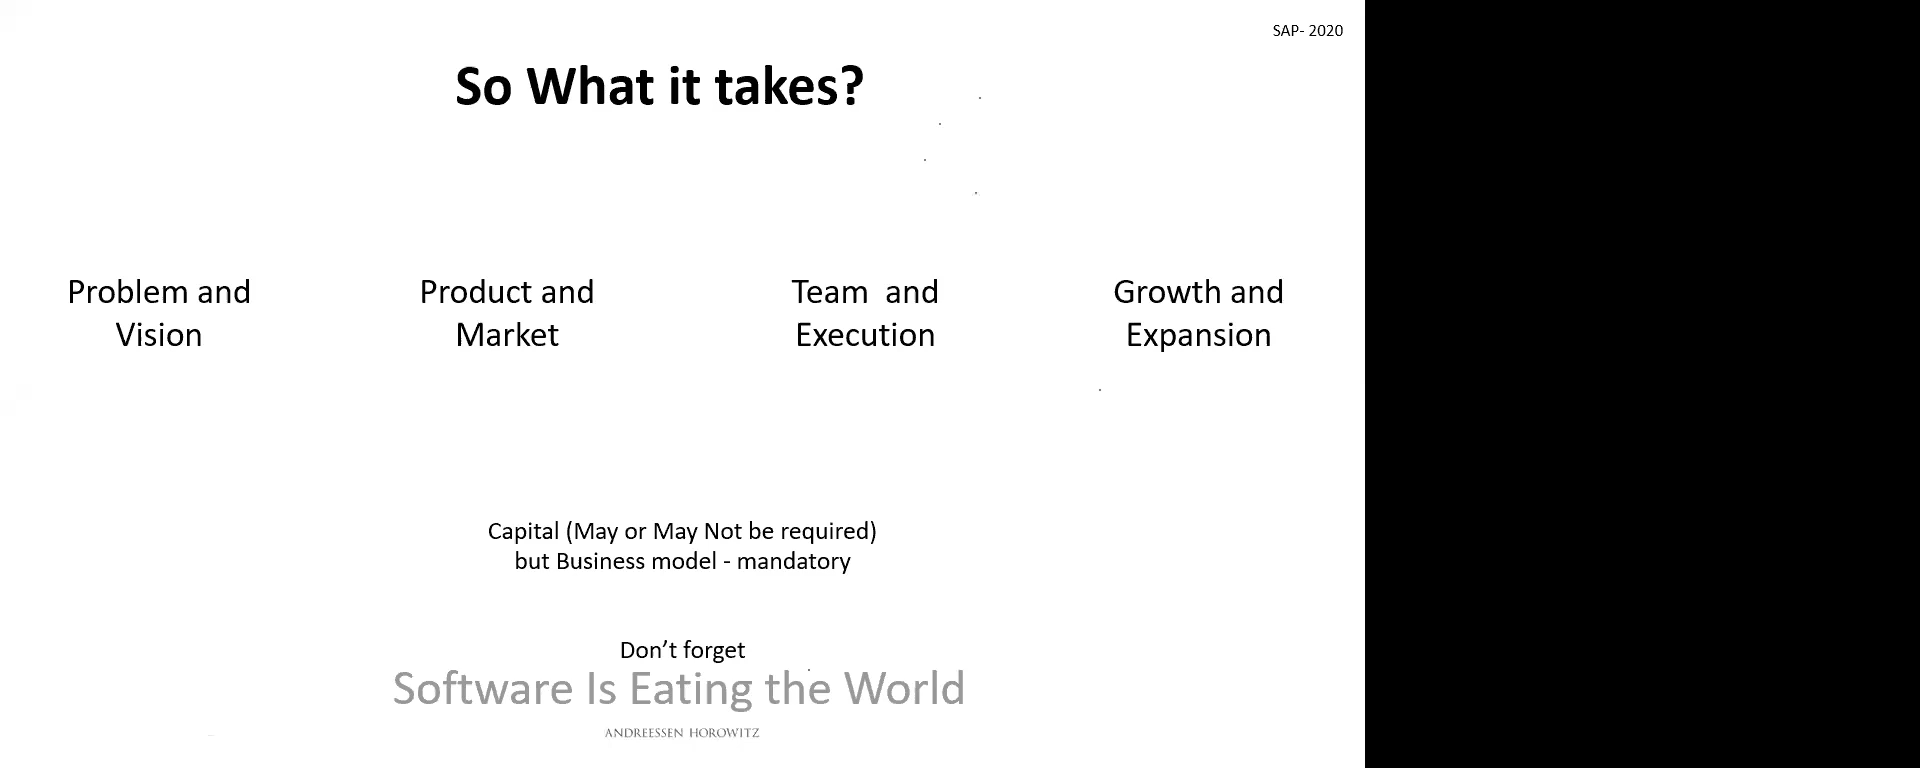 SAP- 2020
So What it takes?
Problem and
Vision
Product and
Market
Team  and
Execution
Growth and
Expansion
Capital (May or May Not be required)
but Business model - mandatory
Don’t forget
Software Is Eating the World
ANDREESSEN HOROWITZ